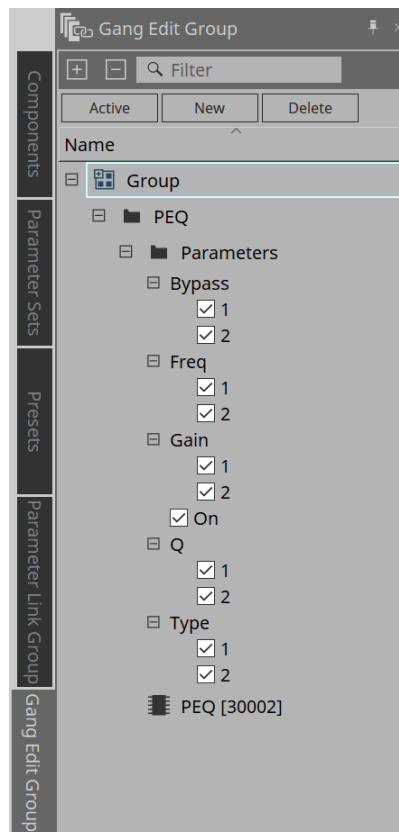 Gang Edit Group
Filter
Active New Delete
Name
Group
PEQ
Parameters
Bypass
1
2
Freq
1
2
Gain
1
2
On
Q
1
2
Type
1
2
PEQ [30002]
Components
Parameter Sets
Presets
Parameter Link Group
Gang Edit Group